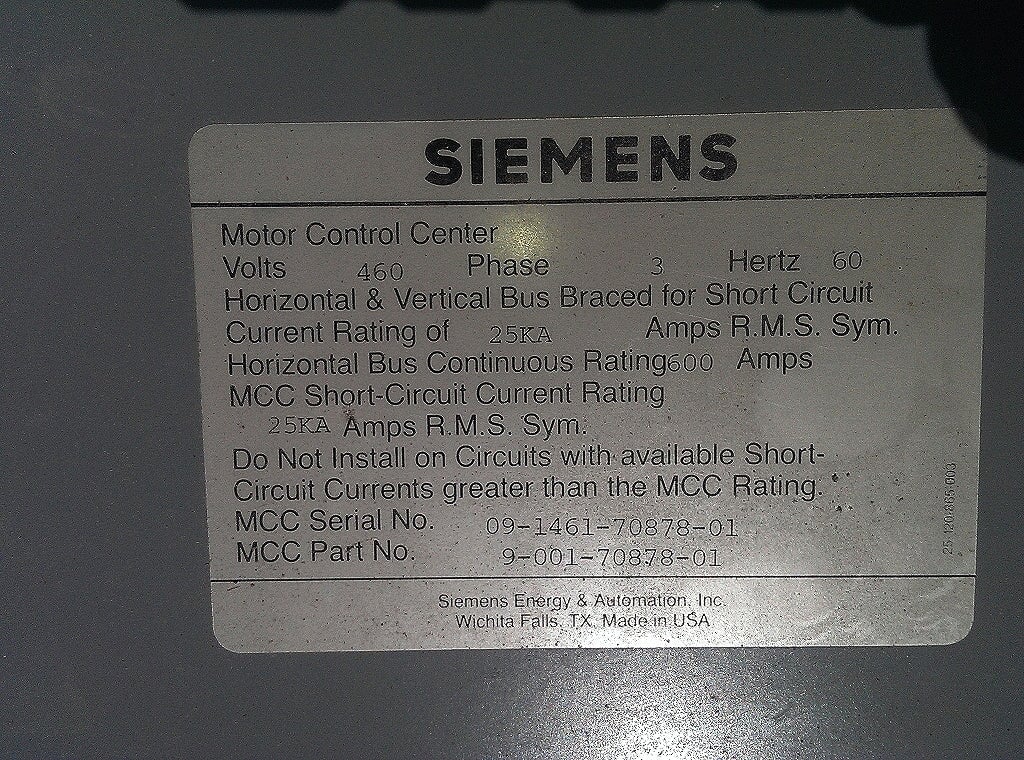 SIEMENS
Motor Control Center
Volts 460 Phase 3 Hertz 60
Horizontal & Vertical Bus Braced for Short Circuit
Current Rating of 25KA Amps R.M.S. Sym.
Horizontal Bus Continuous Rating 600 Amps
MCC Short-Circuit Current Rating
25KA Amps R.M.S. Sym.
Do Not Install on Circuits with available Short-
Circuit Currents greater than the MCC Rating.
MCC Serial No. 09-1461-70878-01
MCC Part No. 9-001-70878-01
Siemens Energy & Automation, Inc.
Wichita Falls, TX, Made in USA